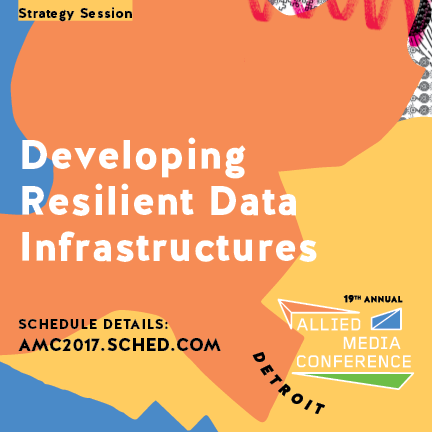 Strategy Session
Developing
Resilient Data
Infrastructures
SCHEDULE DETAILS:
AMC2017.SCHED.COM
19TH ANNUAL
ALLIED
MEDIA
CONFERENCE
DETROIT